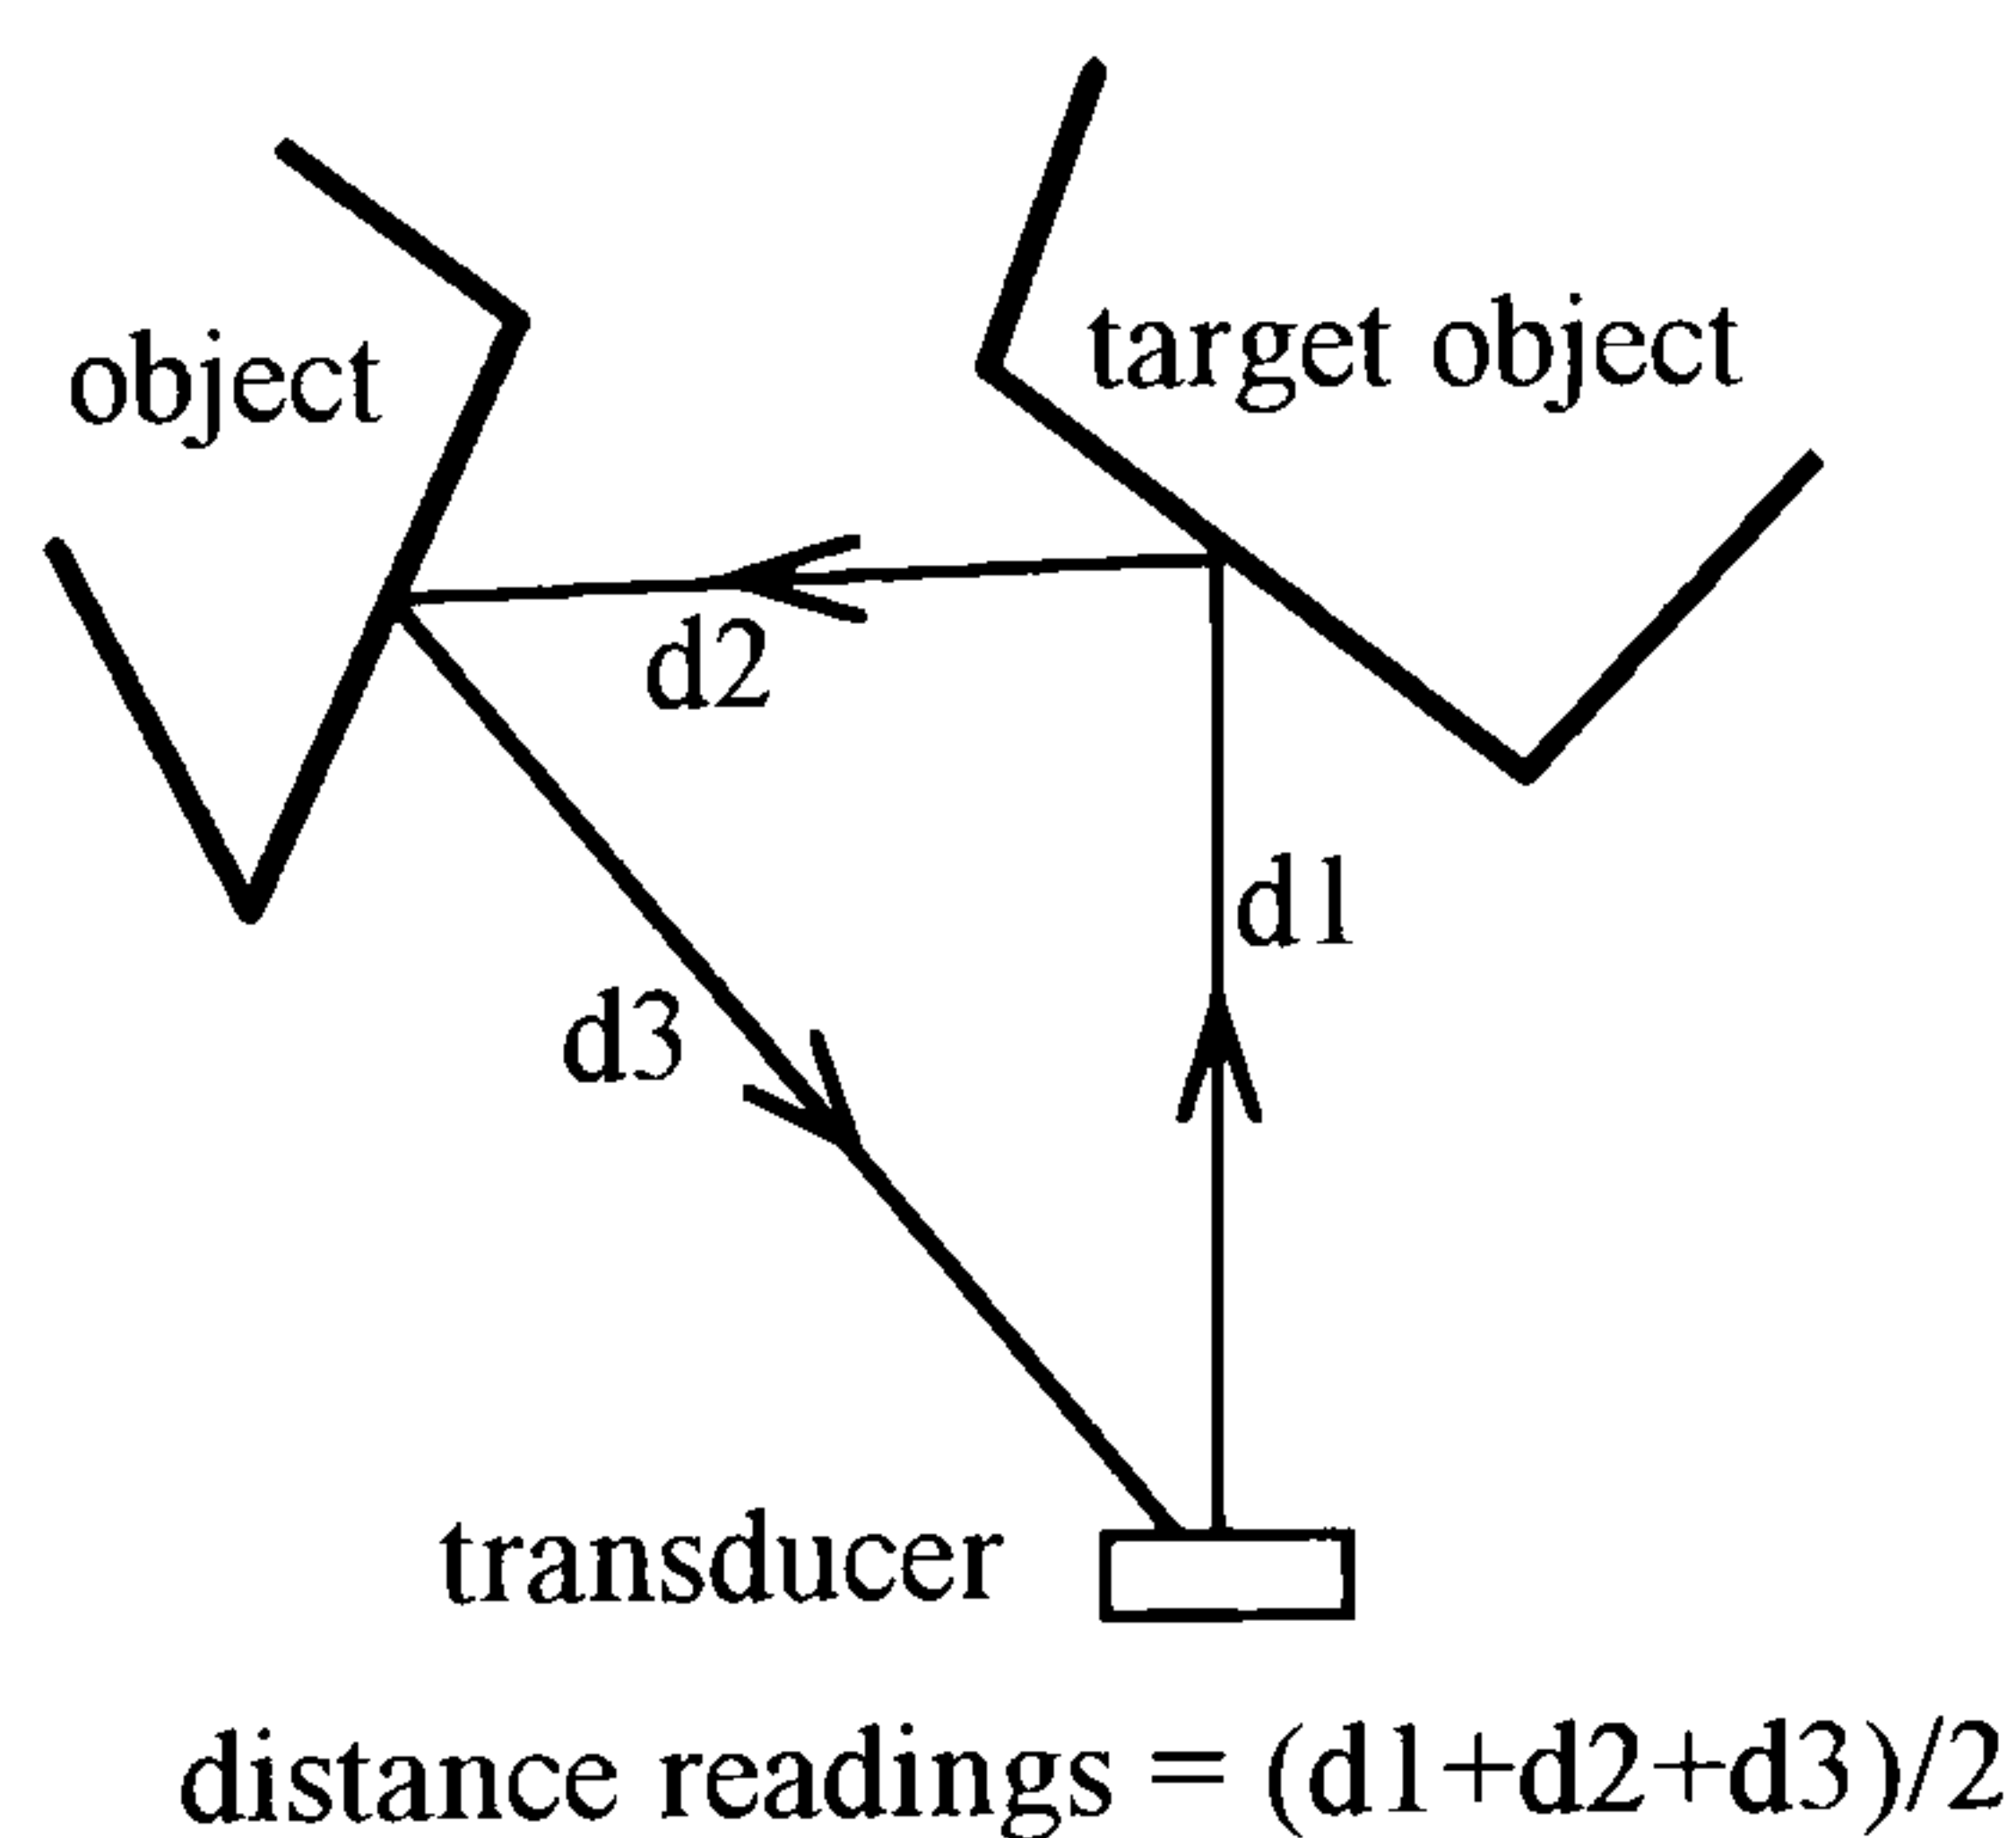 target object
object
d2
d1
d3
transducer
distance readings = (d1+d2+d3)/2